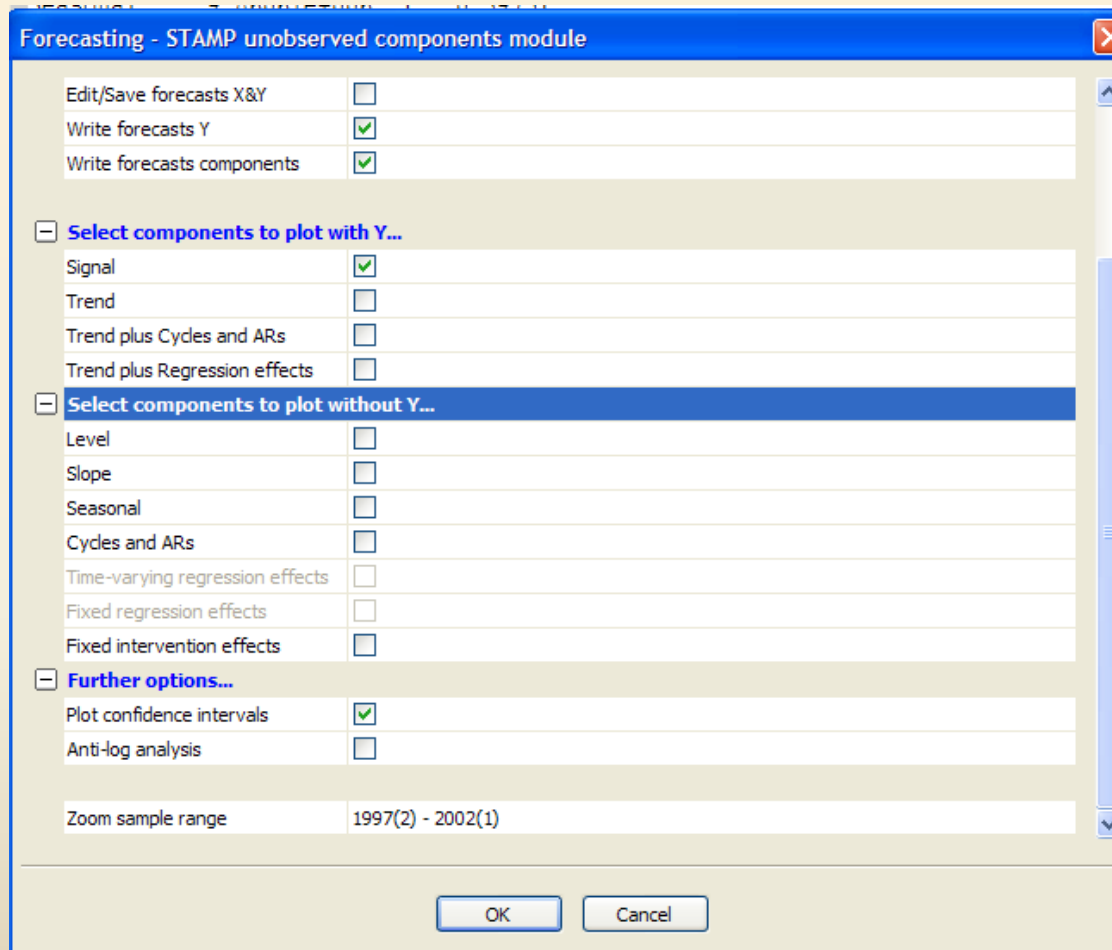 Forecasting - STAMP unobserved components module
Edit/Save forecasts X&Y
Write forecasts Y
Write forecasts components
Select components to plot with Y...
Signal
Trend
Trend plus Cycles and ARs
Trend plus Regression effects
Select components to plot without Y...
Level
Slope
Seasonal
Cycles and ARs
Time-varying regression effects
Fixed regression effects
Fixed intervention effects
Further options...
Plot confidence intervals
Anti-log analysis
Zoom sample range 1997(2) - 2002(1)
OK Cancel